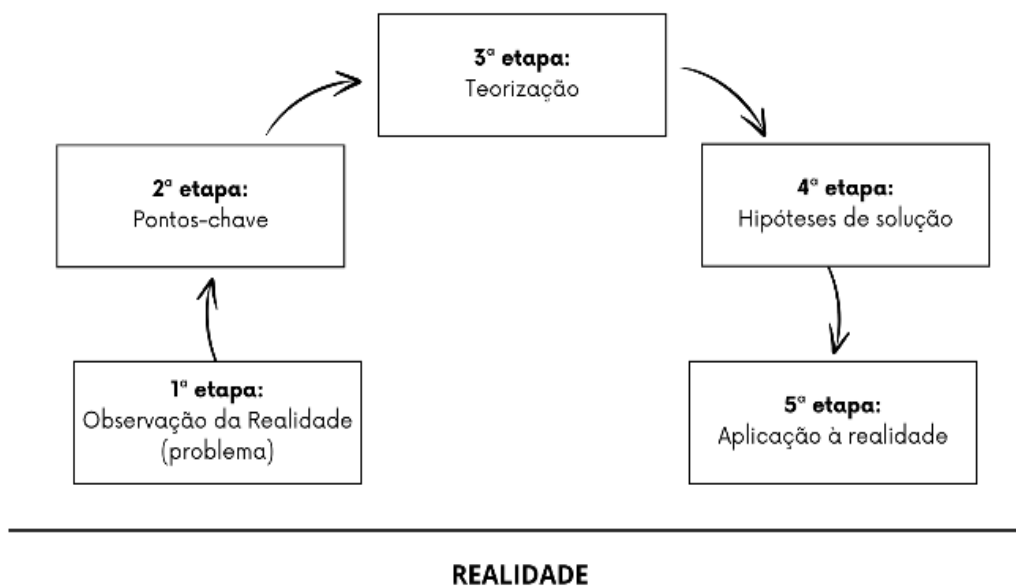 3ª etapa:
Teorização
2ª etapa:
Pontos-chave
4ª etapa:
Hipóteses de solução
1ª etapa:
Observação da Realidade
(problema)
5ª etapa:
Aplicação à realidade
REALIDADE